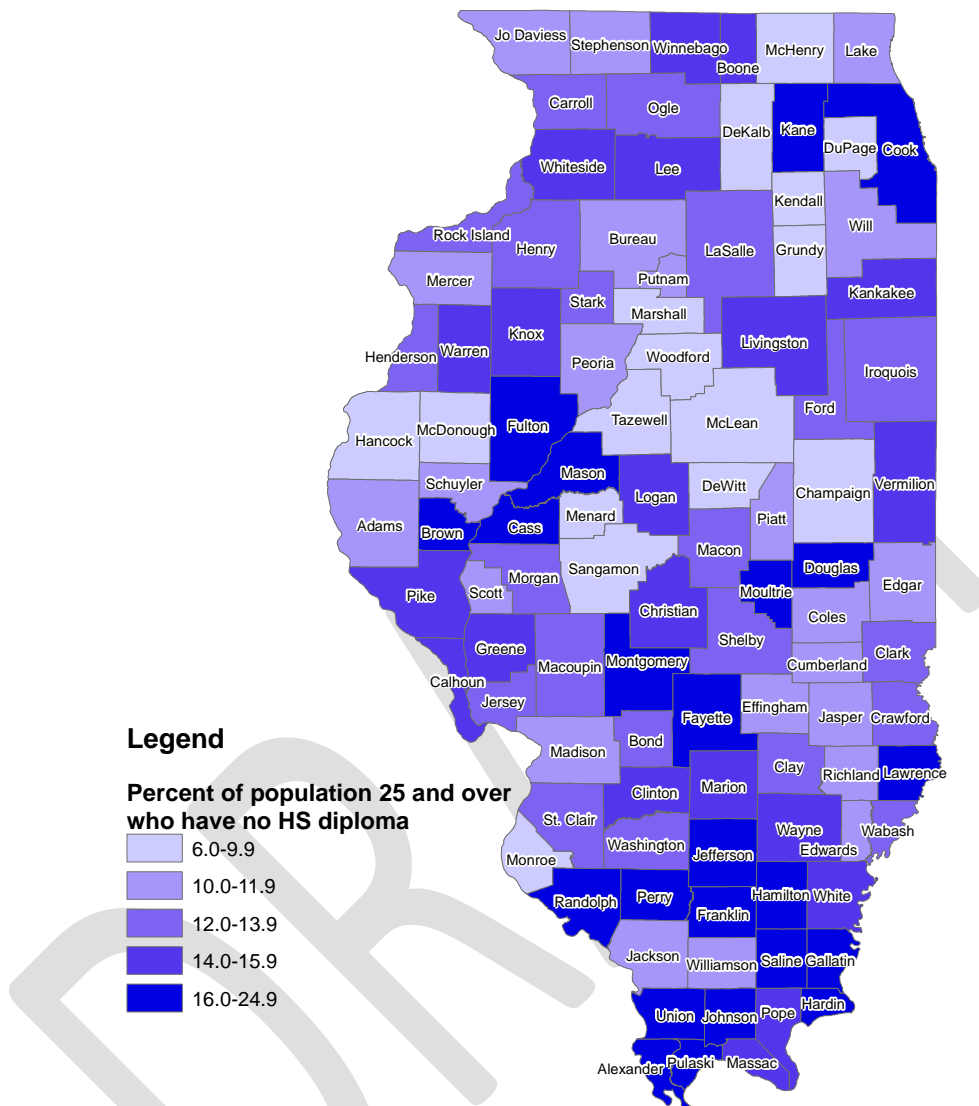 Jo Daviess
Stephenson
Winnebago
Boone
McHenry
Lake
Carroll
Ogle
DeKalb
Kane
DuPage
Cook
Whiteside
Lee
Kendall
Will
Rock Island
Henry
Bureau
LaSalle
Grundy
Mercer
Putnam
Kankakee
Stark
Marshall
Henderson
Warren
Knox
Peoria
Woodford
Livingston
Iroquois
Hancock
McDonough
Fulton
Tazewell
McLean
Ford
Mason
Schuyler
Logan
DeWitt
Champaign
Vermilion
Adams
Brown
Cass
Menard
Piatt
Macon
Pike
Scott
Morgan
Sangamon
Moultrie
Douglas
Edgar
Christian
Coles
Greene
Shelby
Calhoun
Jersey
Macoupin
Montgomery
Cumberland
Clark
Fayette
Effingham
Jasper
Crawford
Madison
Bond
Clay
Richland
Lawrence
Clinton
Marion
St. Clair
Wayne
Edwards
Wabash
Monroe
Washington
Jefferson
Randolph
Perry
Franklin
Hamilton
White
Jackson
Williamson
Saline
Gallatin
Union
Johnson
Pope
Hardin
Alexander
Pulaski
Massac
Legend
Percent of population 25 and over
who have no HS diploma
6.0-9.9
10.0-11.9
12.0-13.9
14.0-15.9
16.0-24.9